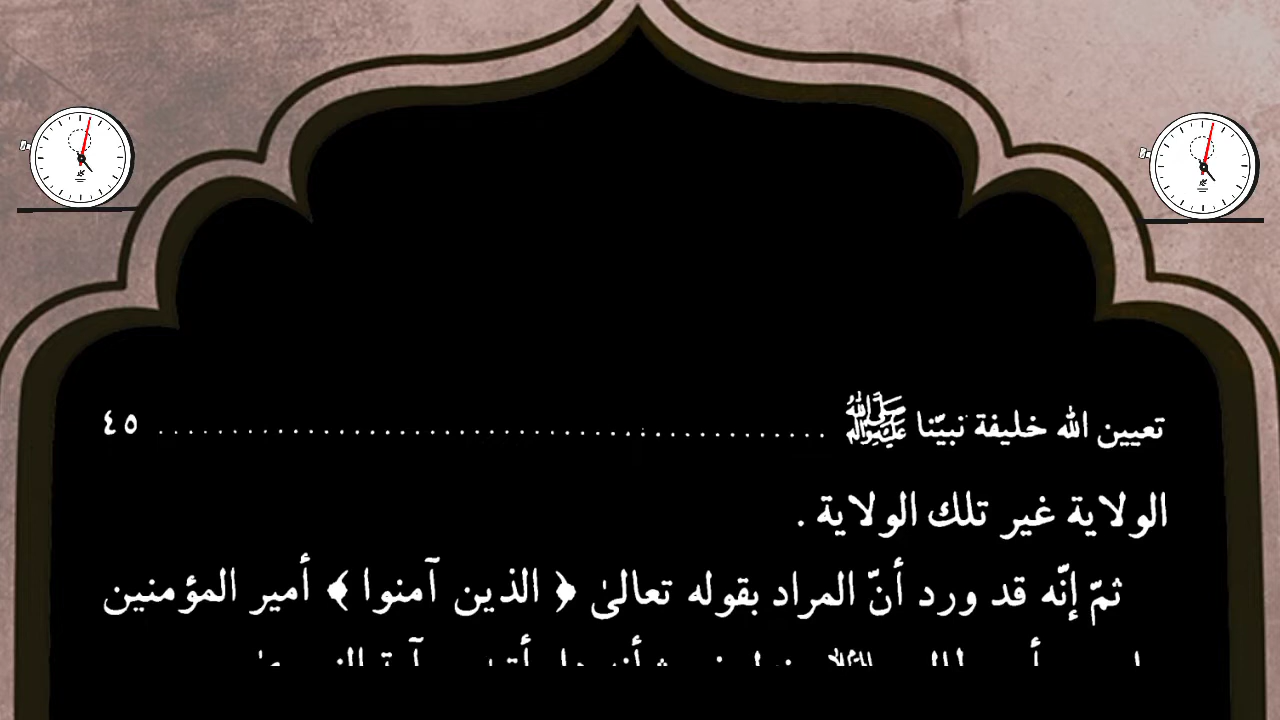 تعيين الله خليفة نبيّنا ﷺ ........................................ ٤٥
الولاية غير تلك الولاية .
ثمّ إنّه قد ورد أنّ المراد بقوله تعالىٰ ﴿ الذين آمنوا ﴾ أمير المؤمنين